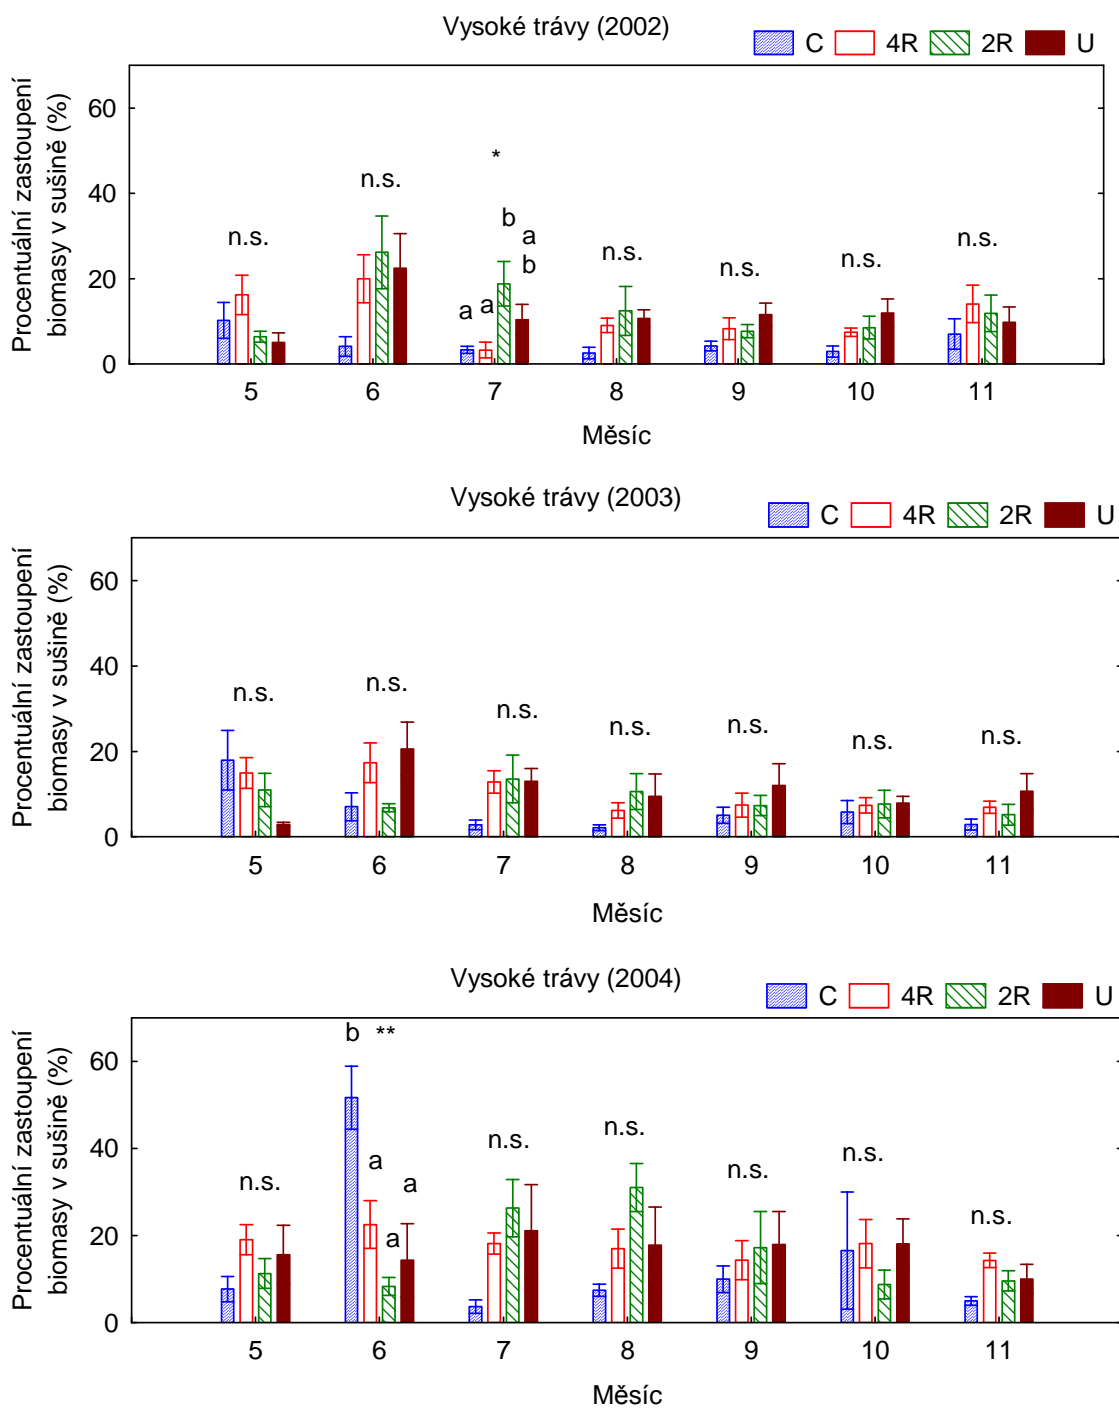 Vysoké trávy (2002)
C 4R 2R U
Procentuální zastoupení
biomasy v sušině (%)
60
40
20
0
n.s.
n.s.
*
a
a
b
a
b
n.s.
n.s.
n.s.
n.s.
5 6 7 8 9 10 11
Měsíc
Vysoké trávy (2003)
C 4R 2R U
Procentuální zastoupení
biomasy v sušině (%)
60
40
20
0
n.s.
n.s.
n.s.
n.s.
n.s.
n.s.
n.s.
5 6 7 8 9 10 11
Měsíc
Vysoké trávy (2004)
C 4R 2R U
Procentuální zastoupení
biomasy v sušině (%)
60
40
20
0
n.s.
b **
a
a
a
n.s.
n.s.
n.s.
n.s.
n.s.
5 6 7 8 9 10 11
Měsíc